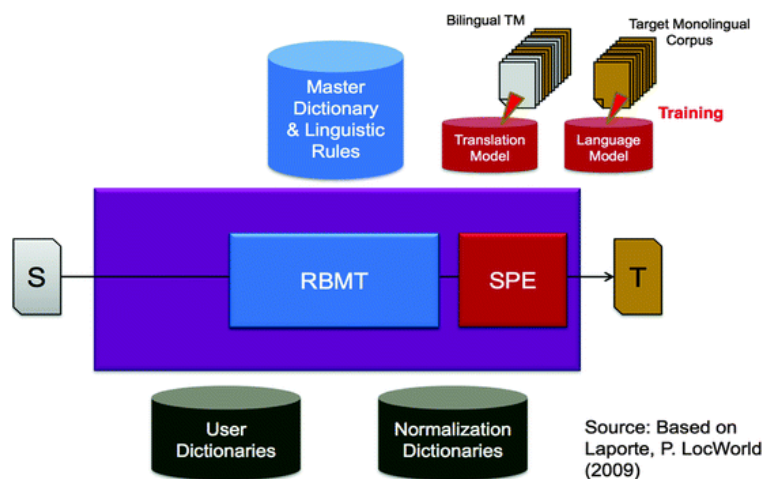 Bilingual TM
Target Monolingual
Corpus
Master
Dictionary
& Linguistic
Rules
Training
Translation
Model
Language
Model
S
RBMT
SPE
T
User
Dictionaries
Normalization
Dictionaries
Source: Based on
Laporte, P. LocWorld
(2009)